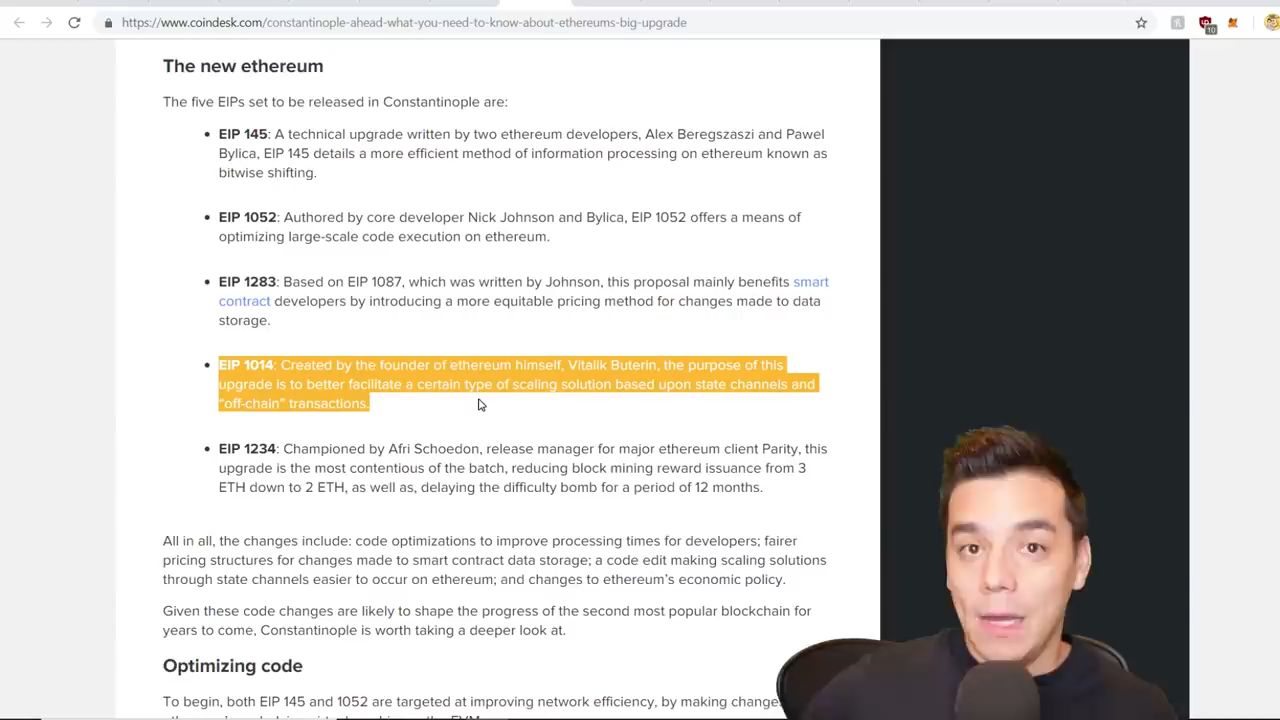 https://www.coindesk.com/constantinople-ahead-what-you-need-to-know-about-ethereums-big-upgrade
10
The new ethereum
The five EIPs set to be released in Constantinople are:
EIP 145: A technical upgrade written by two ethereum developers, Alex Beregszaszi and Pawel
Bylica, EIP 145 details a more efficient method of information processing on ethereum known as
bitwise shifting.
EIP 1052: Authored by core developer Nick Johnson and Bylica, EIP 1052 offers a means of
optimizing large-scale code execution on ethereum.
EIP 1283: Based on EIP 1087, which was written by Johnson, this proposal mainly benefits smart
contract developers by introducing a more equitable pricing method for changes made to data
storage.
EIP 1014: Created by the founder of ethereum himself, Vitalik Buterin, the purpose of this
upgrade is to better facilitate a certain type of scaling solution based upon state channels and
“off-chain” transactions.
EIP 1234: Championed by Afri Schoedon, release manager for major ethereum client Parity, this
upgrade is the most contentious of the batch, reducing block mining reward issuance from 3
ETH down to 2 ETH, as well as, delaying the difficulty bomb for a period of 12 months.
All in all, the changes include: code optimizations to improve processing times for developers; fairer
pricing structures for changes made to smart contract data storage; a code edit making scaling solutions
through state channels easier to occur on ethereum; and changes to ethereum’s economic policy.
Given these code changes are likely to shape the progress of the second most popular blockchain for
years to come, Constantinople is worth taking a deeper look at.
Optimizing code
To begin, both EIP 145 and 1052 are targeted at improving network efficiency, by making changes